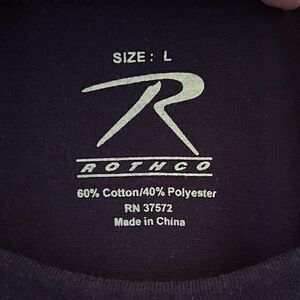 SIZE: L
R
ROTHCO
60% Cotton/40% Polyester
RN 37572
Made in China